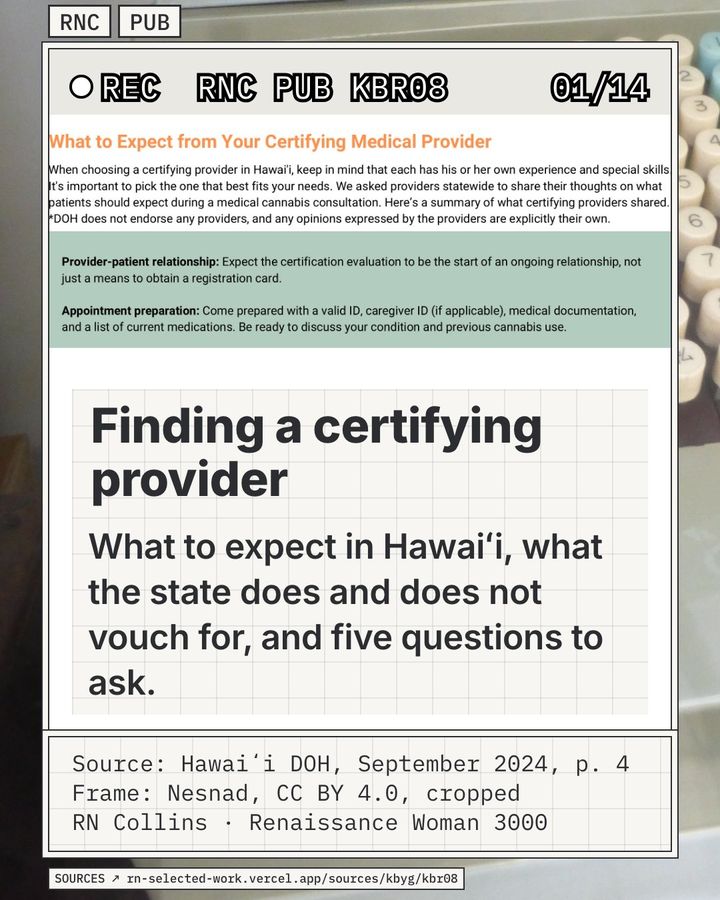 RNC PUB
REC RNC PUB KBR08 01/14
What to Expect from Your Certifying Medical Provider
When choosing a certifying provider in Hawai'i, keep in mind that each has his or her own experience and special skills.
It's important to pick the one that best fits your needs. We asked providers statewide to share their thoughts on what
patients should expect during a medical cannabis consultation. Here's a summary of what certifying providers shared.
*DOH does not endorse any providers, and any opinions expressed by the providers are explicitly their own.
Provider-patient relationship: Expect the certification evaluation to be the start of an ongoing relationship, not
just a means to obtain a registration card.
Appointment preparation: Come prepared with a valid ID, caregiver ID (if applicable), medical documentation,
and a list of current medications. Be ready to discuss your condition and previous cannabis use.
Finding a certifying
provider
What to expect in Hawaiʻi, what
the state does and does not
vouch for, and five questions to
ask.
Source: Hawaiʻi DOH, September 2024, p. 4
Frame: Nesnad, CC BY 4.0, cropped
RN Collins · Renaissance Woman 3000
SOURCES ↗ rn-selected-work.vercel.app/sources/kbyg/kbr08
2
3
4
5
6
7